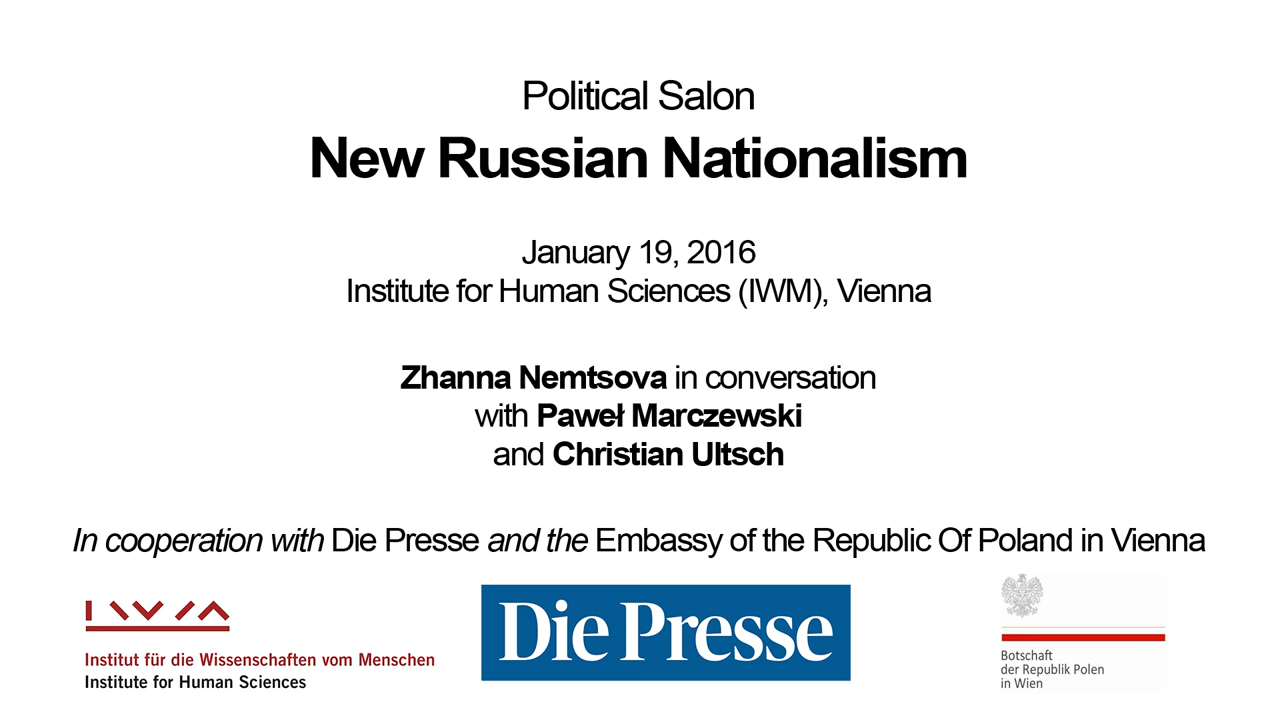 Political Salon
New Russian Nationalism
January 19, 2016
Institute for Human Sciences (IWM), Vienna
Zhanna Nemtsova in conversation
with Paweł Marczewski
and Christian Ultsch
In cooperation with Die Presse and the Embassy of the Republic Of Poland in Vienna
IWM
Institut für die Wissenschaften vom Menschen
Institute for Human Sciences
Die Presse
Botschaft
der Republik Polen
in Wien